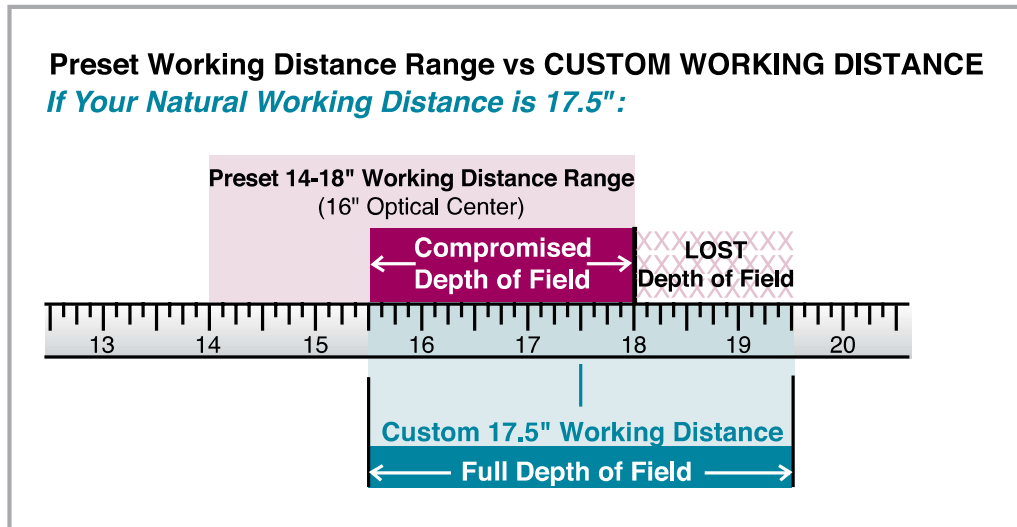 Preset Working Distance Range vs CUSTOM WORKING DISTANCE
If Your Natural Working Distance is 17.5":
Preset 14-18" Working Distance Range
(16" Optical Center)
Compromised
Depth of Field
LOST
Depth of Field
13 14 15 16 17 18 19 20
Custom 17.5" Working Distance
Full Depth of Field